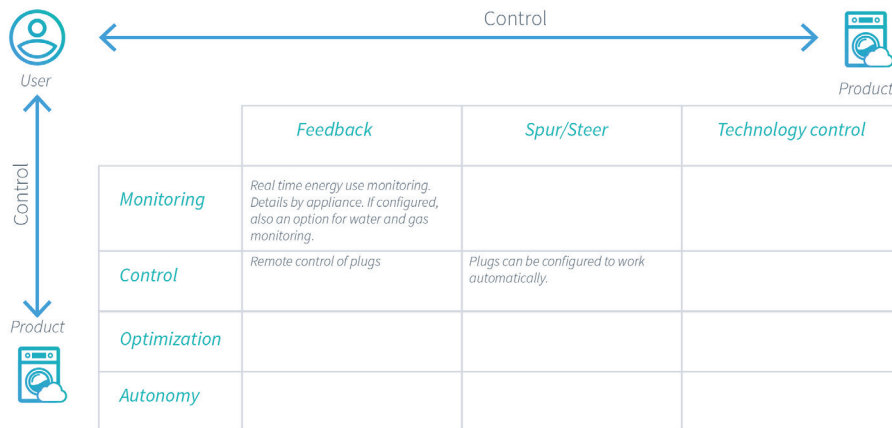 Control
User
Product
Control
Feedback
Spur/Steer
Technology control
Monitoring
Real time energy use monitoring.
Details by appliance. If configured,
also an option for water and gas
monitoring.
Control
Remote control of plugs
Plugs can be configured to work
automatically.
Product
Optimization
Autonomy